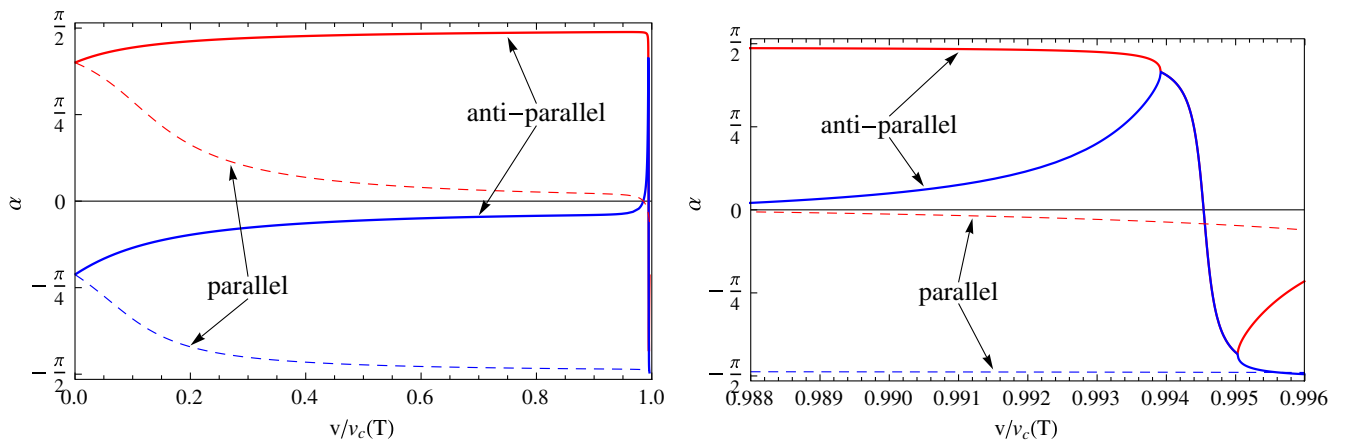 π/2
π/4
0
−π/4
−π/2
α
anti−parallel
parallel
0.0 0.2 0.4 0.6 0.8 1.0
v/v_c(T)
π/2
π/4
0
−π/4
−π/2
α
anti−parallel
parallel
0.988 0.989 0.990 0.991 0.992 0.993 0.994 0.995 0.996
v/v_c(T)